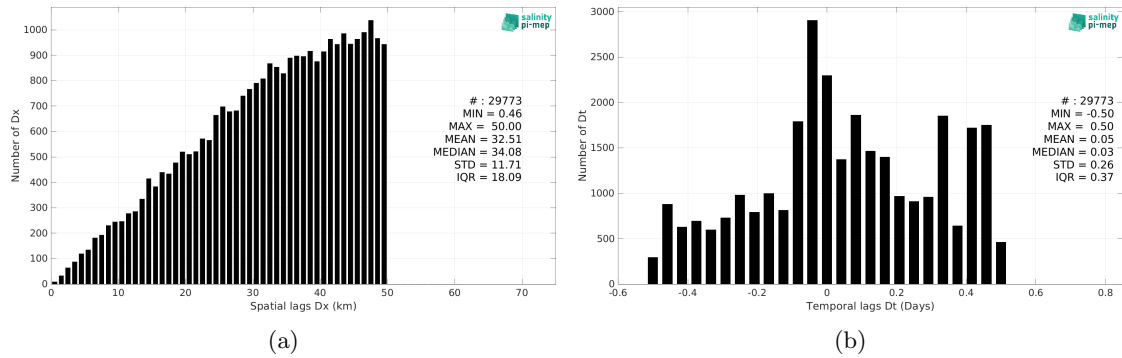 1000
900
800
700
600
500
400
300
200
100
0
Number of Dx
0 10 20 30 40 50 60 70
Spatial lags Dx (km)
salinity
pi-mep
# : 29773
MIN = 0.46
MAX = 50.00
MEAN = 32.51
MEDIAN = 34.08
STD = 11.71
IQR = 18.09
(a)
3000
2500
2000
1500
1000
500
0
Number of Dt
-0.6 -0.4 -0.2 0 0.2 0.4 0.6 0.8
Temporal lags Dt (Days)
salinity
pi-mep
# : 29773
MIN = -0.50
MAX = 0.50
MEAN = 0.05
MEDIAN = 0.03
STD = 0.26
IQR = 0.37
(b)